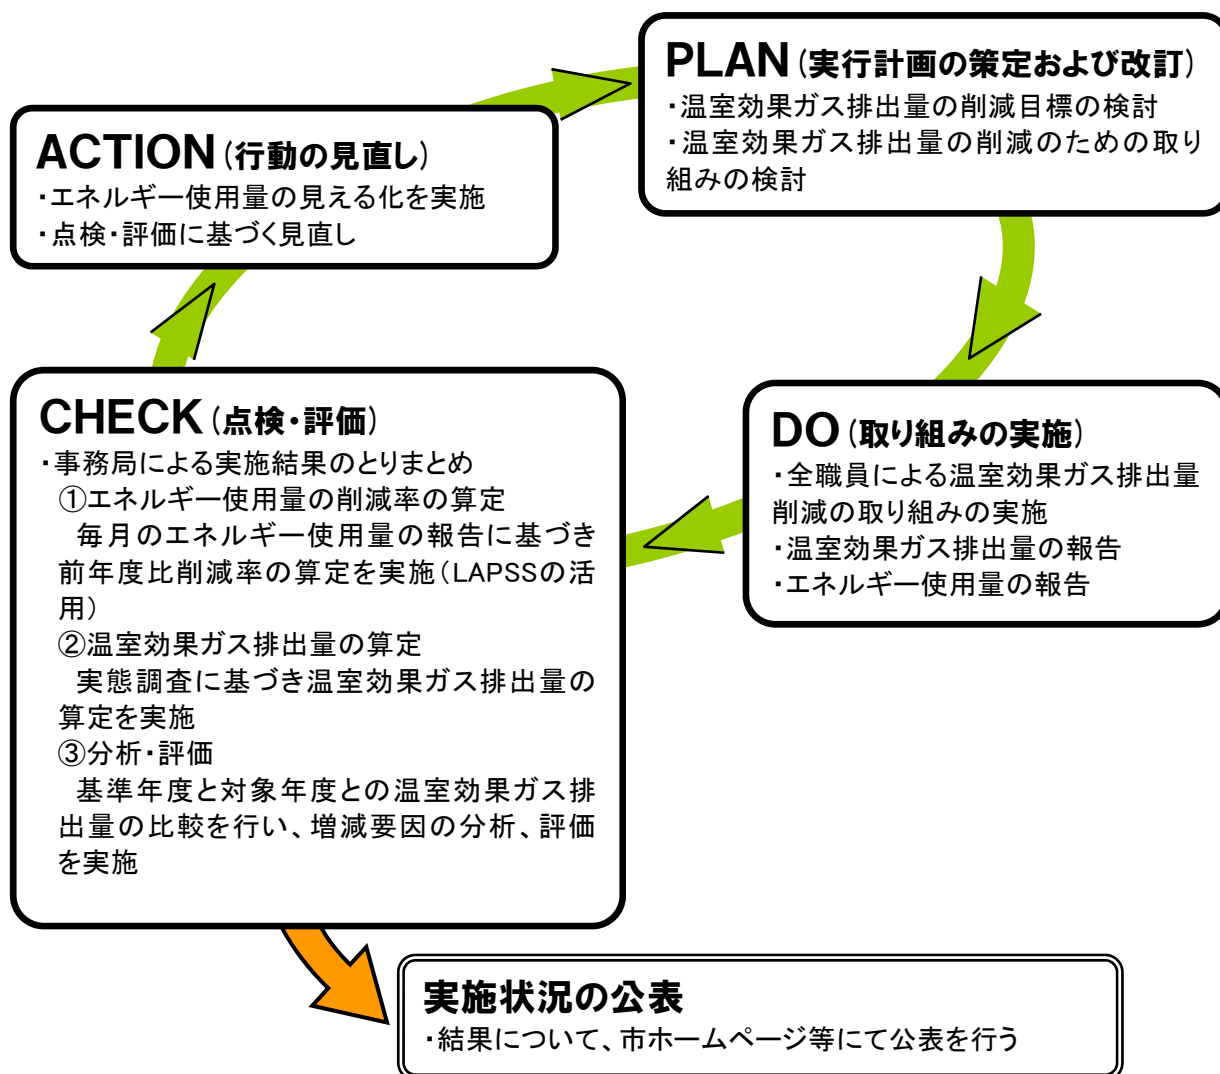 PLAN(実行計画の策定および改訂)
・温室効果ガス排出量の削減目標の検討
・温室効果ガス排出量の削減のための取り
組みの検討
ACTION(行動の見直し)
・エネルギー使用量の見える化を実施
・点検・評価に基づく見直し
DO(取り組みの実施)
・全職員による温室効果ガス排出量
削減の取り組みの実施
・温室効果ガス排出量の報告
・エネルギー使用量の報告
CHECK(点検・評価)
・事務局による実施結果のとりまとめ
①エネルギー使用量の削減率の算定
毎月のエネルギー使用量の報告に基づき
前年度比削減率の算定を実施(LAPSSの活
用)
②温室効果ガス排出量の算定
実態調査に基づき温室効果ガス排出量の
算定を実施
③分析・評価
基準年度と対象年度との温室効果ガス排
出量の比較を行い、増減要因の分析、評価
を実施
実施状況の公表
・結果について、市ホームページ等にて公表を行う